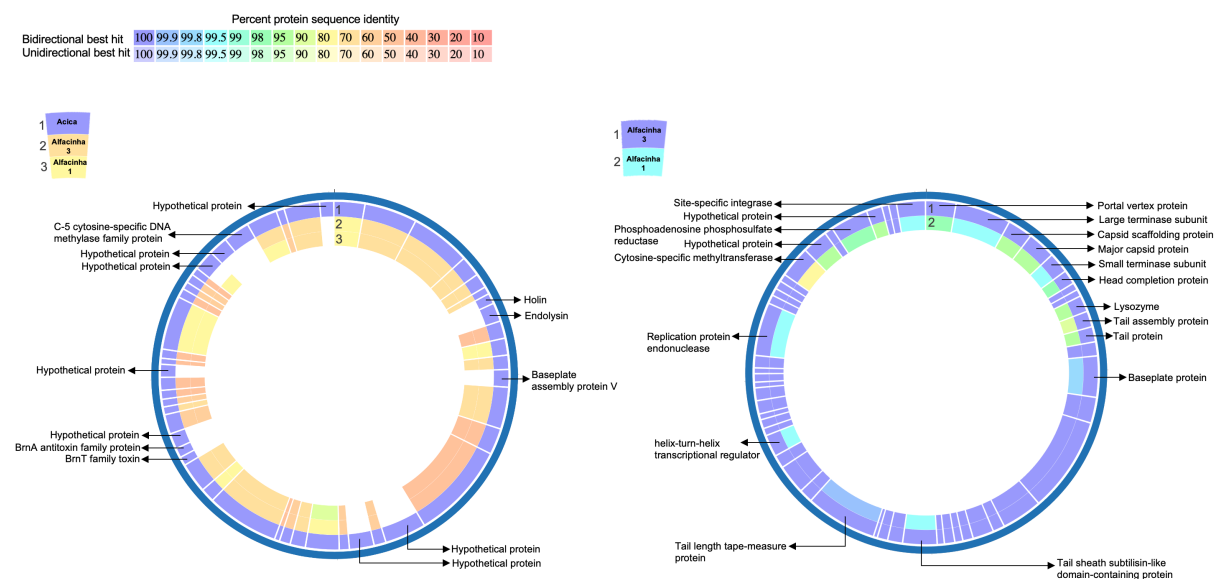 Percent protein sequence identity
Bidirectional best hit 100 99.9 99.8 99.5 99 98 95 90 80 70 60 50 40 30 20 10
Unidirectional best hit 100 99.9 99.8 99.5 99 98 95 90 80 70 60 50 40 30 20 10
1 Acica
2 Alfacinha
3
3 Alfacinha
1
Hypothetical protein
C-5 cytosine-specific DNA
methylase family protein
Hypothetical protein
Hypothetical protein
Hypothetical protein
Hypothetical protein
BrnA antitoxin family protein
BrnT family toxin
1
2
3
Holin
Endolysin
Baseplate
assembly protein V
Hypothetical protein
Hypothetical protein
1 Alfacinha
3
2 Alfacinha
1
Site-specific integrase
Hypothetical protein
Phosphoadenosine phosphosulfate
reductase
Hypothetical protein
Cytosine-specific methyltransferase
Replication protein
endonuclease
helix-turn-helix
transcriptional regulator
Tail length tape-measure
protein
1
2
Portal vertex protein
Large terminase subunit
Capsid scaffolding protein
Major capsid protein
Small terminase subunit
Head completion protein
Lysozyme
Tail assembly protein
Tail protein
Baseplate protein
Tail sheath subtilisin-like
domain-containing protein